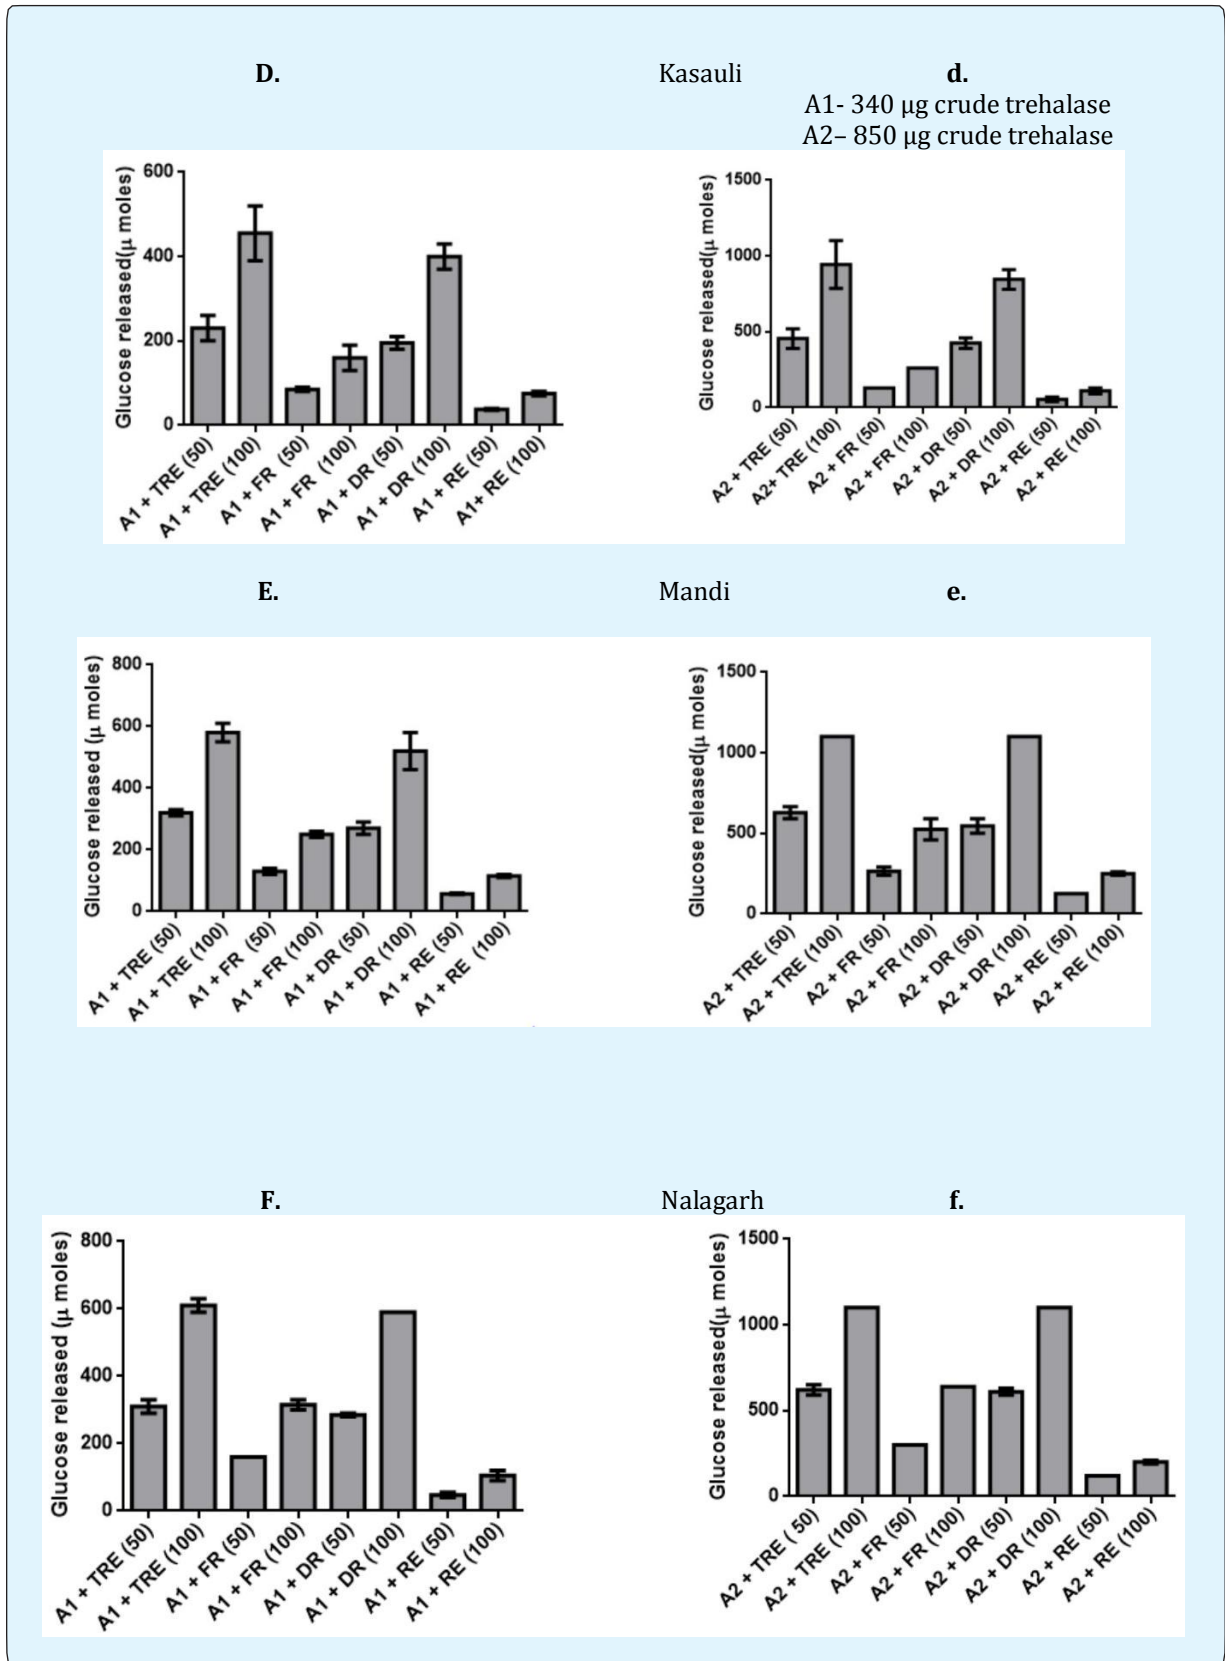 D. Kasauli d.
A1- 340 µg crude trehalase
A2– 850 µg crude trehalase
Glucose released(µ moles)
600
400
200
0
A1 + TRE (50)
A1 + TRE (100)
A1 + FR (50)
A1 + FR (100)
A1 + DR (50)
A1 + DR (100)
A1 + RE (50)
A1+ RE (100)
Glucose released(µ moles)
1500
1000
500
0
A2 + TRE (50)
A2+ TRE (100)
A2 + FR (50)
A2 + FR (100)
A2 + DR (50)
A2 + DR (100)
A2 + RE (50)
A2 + RE (100)
E. Mandi e.
Glucose released (µ moles)
800
600
400
200
0
A1 + TRE (50)
A1 + TRE (100)
A1 + FR (50)
A1 + FR (100)
A1 + DR (50)
A1 + DR (100)
A1 + RE (50)
A1 + RE (100)
Glucose released(µ moles)
1500
1000
500
0
A2 + TRE (50)
A2 + TRE (100)
A2 + FR (50)
A2 + FR (100)
A2 + DR (50)
A2 + DR (100)
A2 + RE (50)
A2 + RE (100)
F. Nalagarh f.
Glucose released (µ moles)
800
600
400
200
0
A1 + TRE (50)
A1 + TRE (100)
A1 + FR (50)
A1 + FR (100)
A1 + DR (50)
A1 + DR (100)
A1 + RE (50)
A1 + RE (100)
Glucose released(µ moles)
1500
1000
500
0
A2 + TRE ( 50)
A2 + TRE (100)
A2 + FR (50)
A2 + FR (100)
A2 + DR (50)
A2 + DR (100)
A2 + RE (50)
A2 + RE (100)